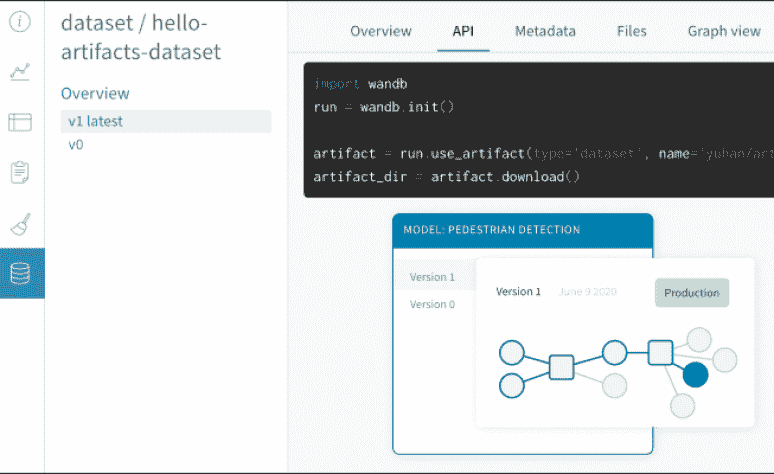 dataset / hello-
artifacts-dataset
Overview
v1 latest
v0
Overview API Metadata Files Graph view
import wandb
run = wandb.init()
artifact = run.use_artifact(type='dataset', name='yuhan/art
artifact_dir = artifact.download()
MODEL: PEDESTRIAN DETECTION
Version 1
Version 0
Version 1 June 9 2020 Production